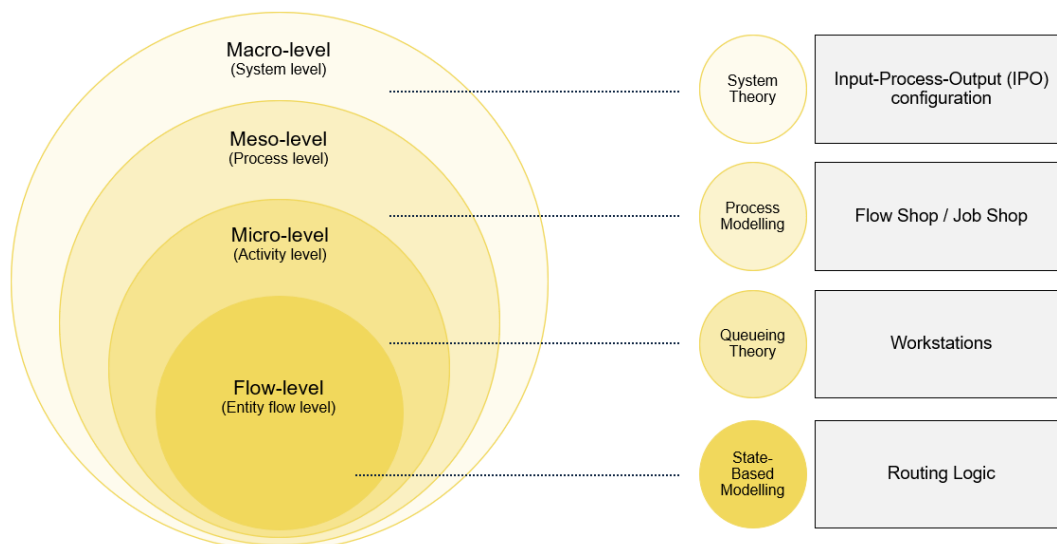 Macro-level
(System level)
Meso-level
(Process level)
Micro-level
(Activity level)
Flow-level
(Entity flow level)
System
Theory
Input-Process-Output (IPO)
configuration
Process
Modelling
Flow Shop / Job Shop
Queueing
Theory
Workstations
State-
Based
Modelling
Routing Logic